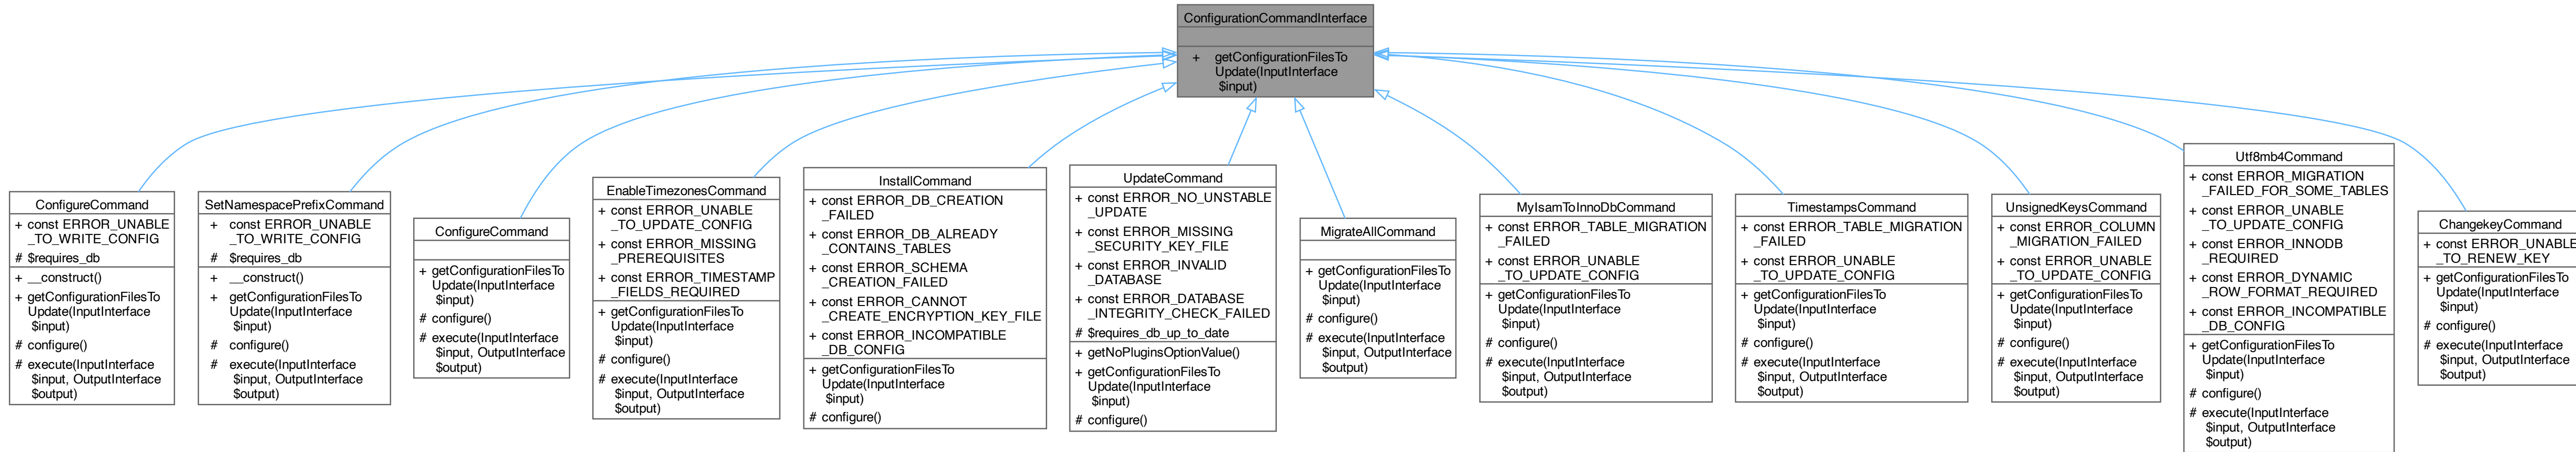 ConfigurationCommandInterface
+ getConfigurationFilesTo
Update(InputInterface
$input)
ConfigureCommand
+ const ERROR_UNABLE
_TO_WRITE_CONFIG
# $requires_db
+ __construct()
+ getConfigurationFilesTo
Update(InputInterface
$input)
# configure()
# execute(InputInterface
$input, OutputInterface
$output)
SetNamespacePrefixCommand
+ const ERROR_UNABLE
_TO_WRITE_CONFIG
# $requires_db
+ __construct()
+ getConfigurationFilesTo
Update(InputInterface
$input)
# configure()
# execute(InputInterface
$input, OutputInterface
$output)
ConfigureCommand
+ getConfigurationFilesTo
Update(InputInterface
$input)
# configure()
# execute(InputInterface
$input, OutputInterface
$output)
EnableTimezonesCommand
+ const ERROR_UNABLE
_TO_UPDATE_CONFIG
+ const ERROR_MISSING
_PREREQUISITES
+ const ERROR_TIMESTAMP
_FIELDS_REQUIRED
+ getConfigurationFilesTo
Update(InputInterface
$input)
# configure()
# execute(InputInterface
$input, OutputInterface
$output)
InstallCommand
+ const ERROR_DB_CREATION
_FAILED
+ const ERROR_DB_ALREADY
_CONTAINS_TABLES
+ const ERROR_SCHEMA
_CREATION_FAILED
+ const ERROR_CANNOT
_CREATE_ENCRYPTION_KEY_FILE
+ const ERROR_INCOMPATIBLE
_DB_CONFIG
+ getConfigurationFilesTo
Update(InputInterface
$input)
# configure()
UpdateCommand
+ const ERROR_NO_UNSTABLE
_UPDATE
+ const ERROR_MISSING
_SECURITY_KEY_FILE
+ const ERROR_INVALID
_DATABASE
+ const ERROR_DATABASE
_INTEGRITY_CHECK_FAILED
# $requires_db_up_to_date
+ getNoPluginsOptionValue()
+ getConfigurationFilesTo
Update(InputInterface
$input)
# configure()
MigrateAllCommand
+ getConfigurationFilesTo
Update(InputInterface
$input)
# configure()
# execute(InputInterface
$input, OutputInterface
$output)
MyIsamToInnoDbCommand
+ const ERROR_TABLE_MIGRATION
_FAILED
+ const ERROR_UNABLE
_TO_UPDATE_CONFIG
+ getConfigurationFilesTo
Update(InputInterface
$input)
# configure()
# execute(InputInterface
$input, OutputInterface
$output)
TimestampsCommand
+ const ERROR_TABLE_MIGRATION
_FAILED
+ const ERROR_UNABLE
_TO_UPDATE_CONFIG
+ getConfigurationFilesTo
Update(InputInterface
$input)
# configure()
# execute(InputInterface
$input, OutputInterface
$output)
UnsignedKeysCommand
+ const ERROR_COLUMN
_MIGRATION_FAILED
+ const ERROR_UNABLE
_TO_UPDATE_CONFIG
+ getConfigurationFilesTo
Update(InputInterface
$input)
# configure()
# execute(InputInterface
$input, OutputInterface
$output)
Utf8mb4Command
+ const ERROR_MIGRATION
_FAILED_FOR_SOME_TABLES
+ const ERROR_UNABLE
_TO_UPDATE_CONFIG
+ const ERROR_INNODB
_REQUIRED
+ const ERROR_DYNAMIC
_ROW_FORMAT_REQUIRED
+ const ERROR_INCOMPATIBLE
_DB_CONFIG
+ getConfigurationFilesTo
Update(InputInterface
$input)
# configure()
# execute(InputInterface
$input, OutputInterface
$output)
ChangekeyCommand
+ const ERROR_UNABLE
_TO_RENEW_KEY
+ getConfigurationFilesTo
Update(InputInterface
$input)
# configure()
# execute(InputInterface
$input, OutputInterface
$output)